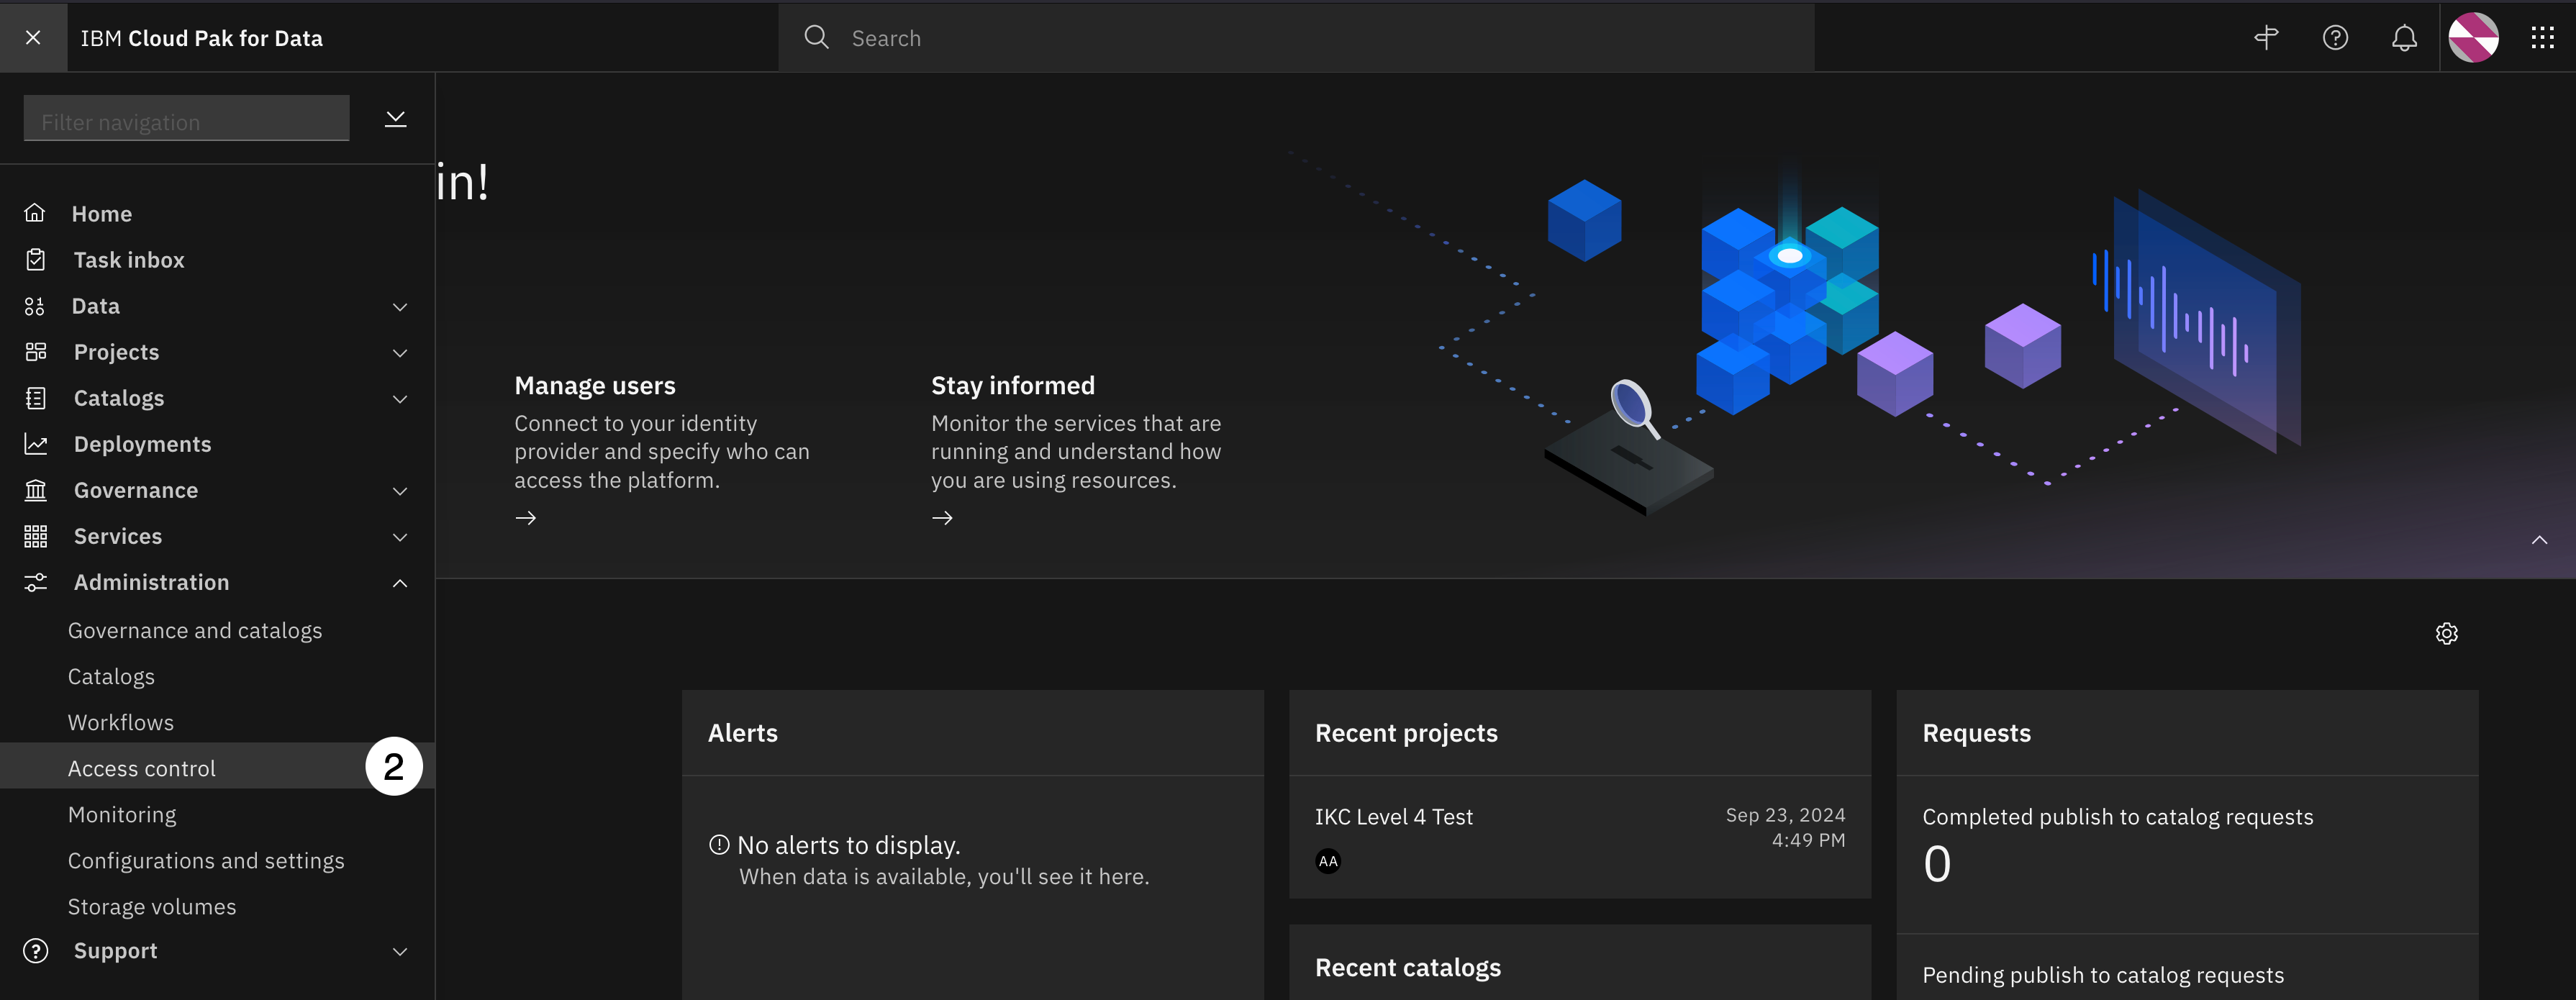 IBM Cloud Pak for Data
Search
Filter navigation
in!
Home
Task inbox
Data
Projects
Catalogs
Deployments
Governance
Services
Administration
Governance and catalogs
Catalogs
Workflows
Access control
2
Monitoring
Configurations and settings
Storage volumes
Support
Manage users
Connect to your identity
provider and specify who can
access the platform.
Stay informed
Monitor the services that are
running and understand how
you are using resources.
Alerts
No alerts to display.
When data is available, you'll see it here.
Recent projects
IKC Level 4 Test
Sep 23, 2024
4:49 PM
AA
Recent catalogs
Requests
Completed publish to catalog requests
0
Pending publish to catalog requests